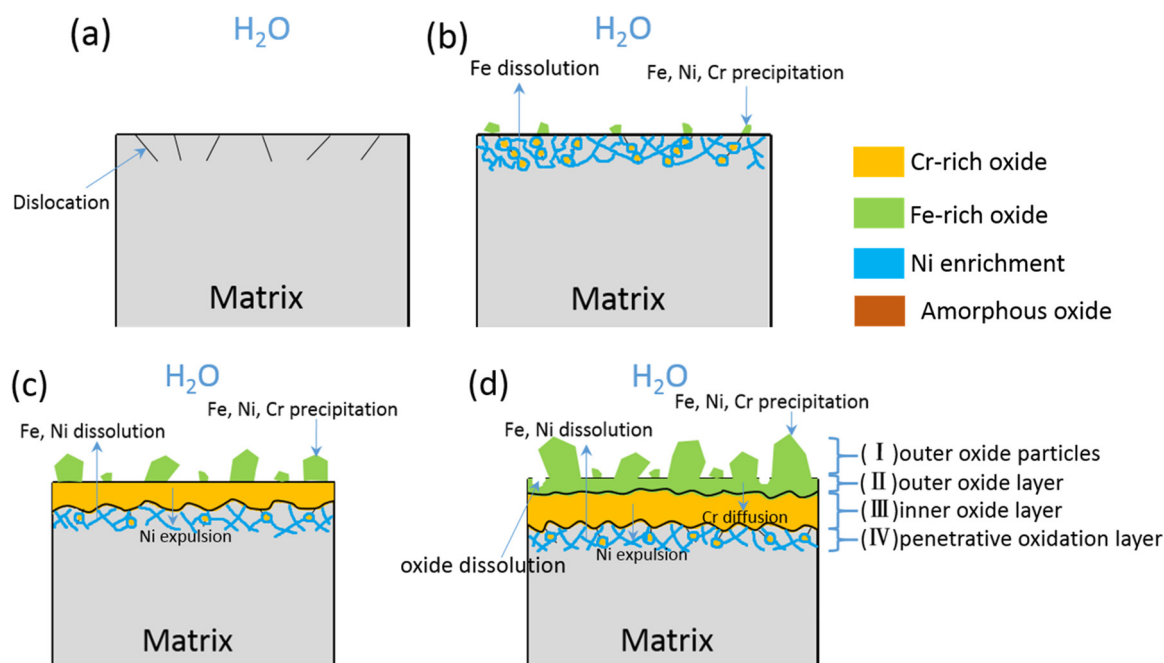 (a)
H₂O
Dislocation
Matrix
(b)
H₂O
Fe dissolution
Fe, Ni, Cr precipitation
Matrix
Cr-rich oxide
Fe-rich oxide
Ni enrichment
Amorphous oxide
(c)
H₂O
Fe, Ni, Cr precipitation
Fe, Ni dissolution
Ni expulsion
Matrix
(d)
H₂O
Fe, Ni, Cr precipitation
Fe, Ni dissolution
Cr diffusion
Ni expulsion
oxide dissolution
Matrix
(Ⅰ)outer oxide particles
(Ⅱ)outer oxide layer
(Ⅲ)inner oxide layer
(Ⅳ)penetrative oxidation layer